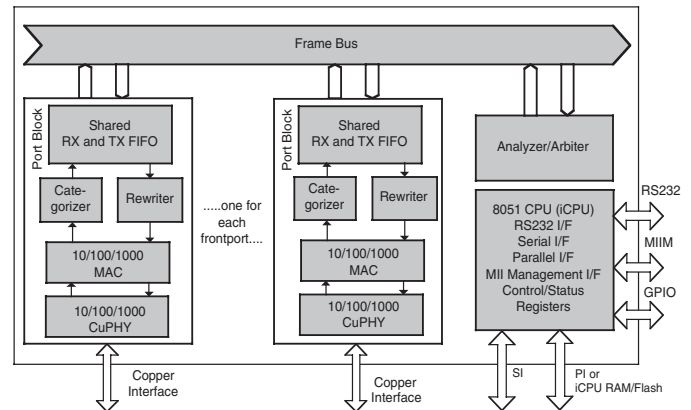 Frame Bus
Port Block
Shared
RX and TX FIFO
Cate-
gorizer
Rewriter
10/100/1000
MAC
10/100/1000
CuPHY
Copper
Interface
.....one for
each
frontport....
Port Block
Shared
RX and TX FIFO
Cate-
gorizer
Rewriter
10/100/1000
MAC
10/100/1000
CuPHY
Copper
Interface
Analyzer/Arbiter
8051 CPU (iCPU)
RS232 I/F
Serial I/F
Parallel I/F
MII Management I/F
Control/Status
Registers
RS232
MIIM
GPIO
SI
PI or
iCPU RAM/Flash